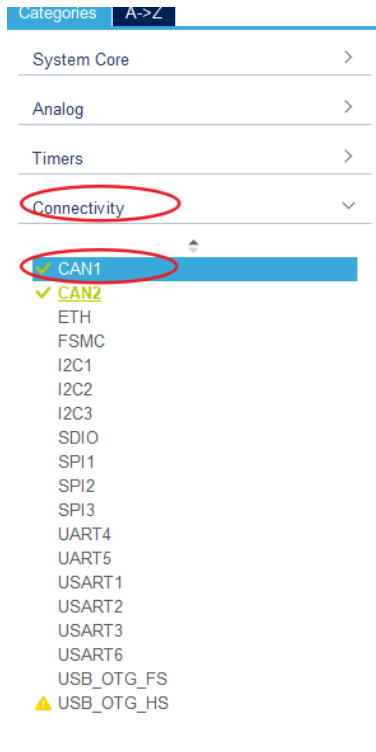 Categories A->Z
System Core
Analog
Timers
Connectivity
CAN1
CAN2
ETH
FSMC
I2C1
I2C2
I2C3
SDIO
SPI1
SPI2
SPI3
UART4
UART5
USART1
USART2
USART3
USART6
USB_OTG_FS
USB_OTG_HS